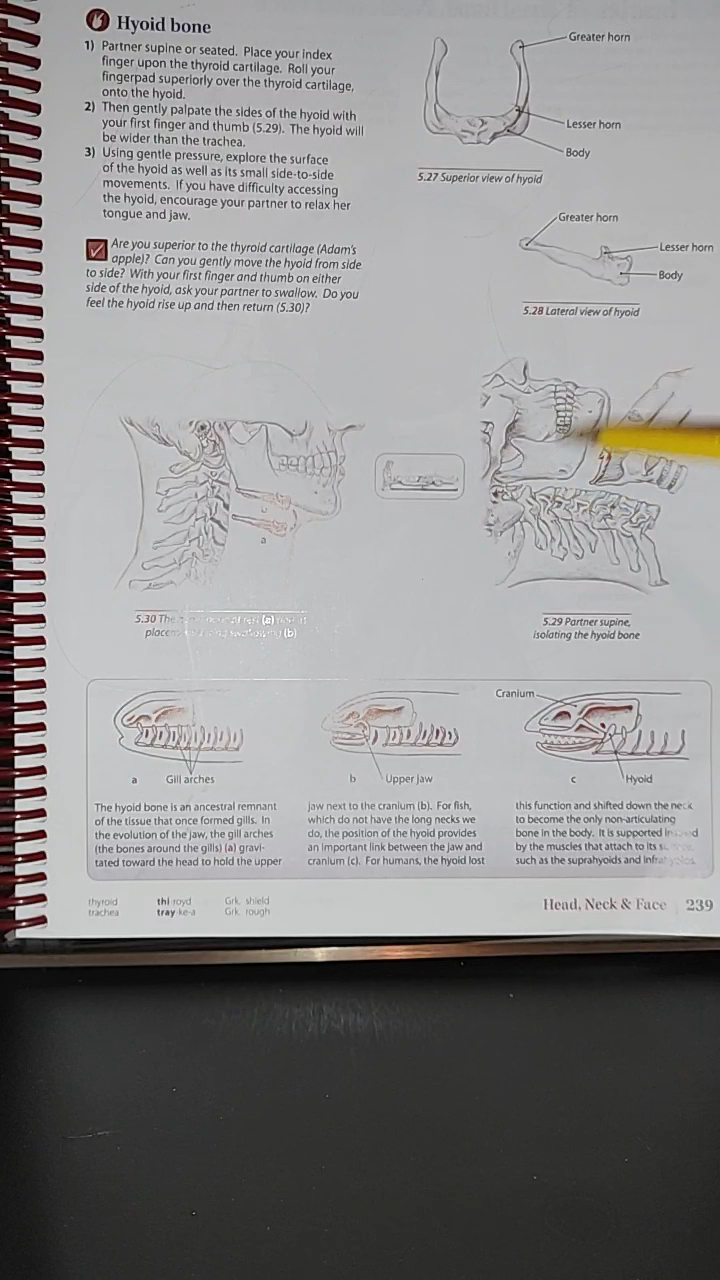 Hyoid bone
1) Partner supine or seated. Place your index
finger upon the thyroid cartilage. Roll your
fingerpad superiorly over the thyroid cartilage,
onto the hyoid.
2) Then gently palpate the sides of the hyoid with
your first finger and thumb (5.29). The hyoid will
be wider than the trachea.
3) Using gentle pressure, explore the surface
of the hyoid as well as its small side-to-side
movements. If you have difficulty accessing
the hyoid, encourage your partner to relax her
tongue and jaw.
Are you superior to the thyroid cartilage (Adam's
apple)? Can you gently move the hyoid from side
to side? With your first finger and thumb on either
side of the hyoid, ask your partner to swallow. Do you
feel the hyoid rise up and then return (5.30)?
Greater horn
Lesser horn
Body
5.27 Superior view of hyoid
Greater horn
Lesser horn
Body
5.28 Lateral view of hyoid
a
5.30 The (a)
swallowing (b)
5.29 Partner supine,
isolating the hyoid bone
a Gill arches
b Upper jaw
Cranium
c Hyoid
The hyoid bone is an ancestral remnant
of the tissue that once formed gills. In
the evolution of the jaw, the gill arches
(the bones around the gills) (a) gravi-
tated toward the head to hold the upper
jaw next to the cranium (b). For fish,
which do not have the long necks we
do, the position of the hyoid provides
an important link between the jaw and
cranium (c). For humans, the hyoid lost
this function and shifted down the neck
to become the only non-articulating
bone in the body. It is supported
by the muscles that attach to its
such as the suprahyoids and
thyroid thi-royd Grk. shield
trachea tray-ke-a Grk. rough
Head, Neck & Face 239